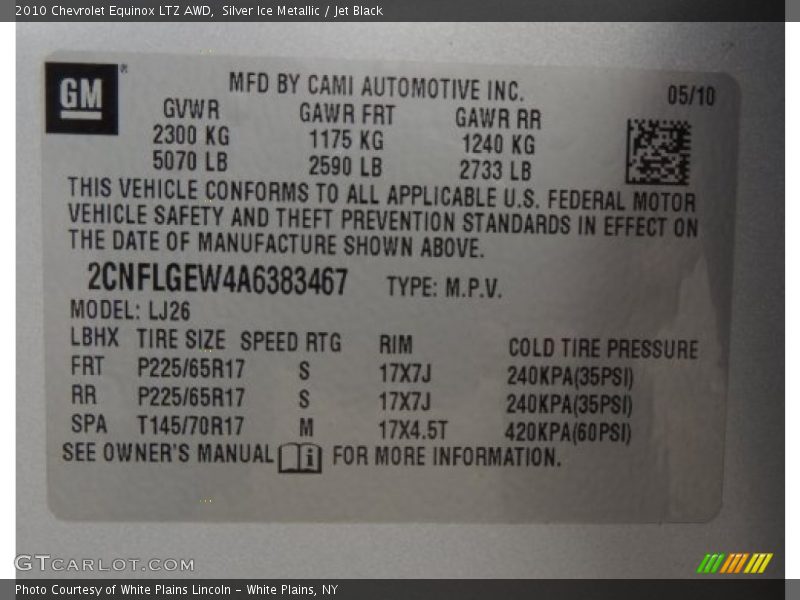 2010 Chevrolet Equinox LTZ AWD,  Silver Ice Metallic / Jet Black
GM®
MFD BY CAMI AUTOMOTIVE INC.
05/10
GVWR GAWR FRT GAWR RR
2300 KG 1175 KG 1240 KG
5070 LB 2590 LB 2733 LB
THIS VEHICLE CONFORMS TO ALL APPLICABLE U.S. FEDERAL MOTOR
VEHICLE SAFETY AND THEFT PREVENTION STANDARDS IN EFFECT ON
THE DATE OF MANUFACTURE SHOWN ABOVE.
2CNFLGEW4A6383467 TYPE: M.P.V.
MODEL: LJ26
LBHX TIRE SIZE SPEED RTG RIM COLD TIRE PRESSURE
FRT P225/65R17 S 17X7J 240KPA(35PSI)
RR P225/65R17 S 17X7J 240KPA(35PSI)
SPA T145/70R17 M 17X4.5T 420KPA(60PSI)
SEE OWNER'S MANUAL i FOR MORE INFORMATION.
GTCARLOT.COM
Photo Courtesy of White Plains Lincoln - White Plains, NY